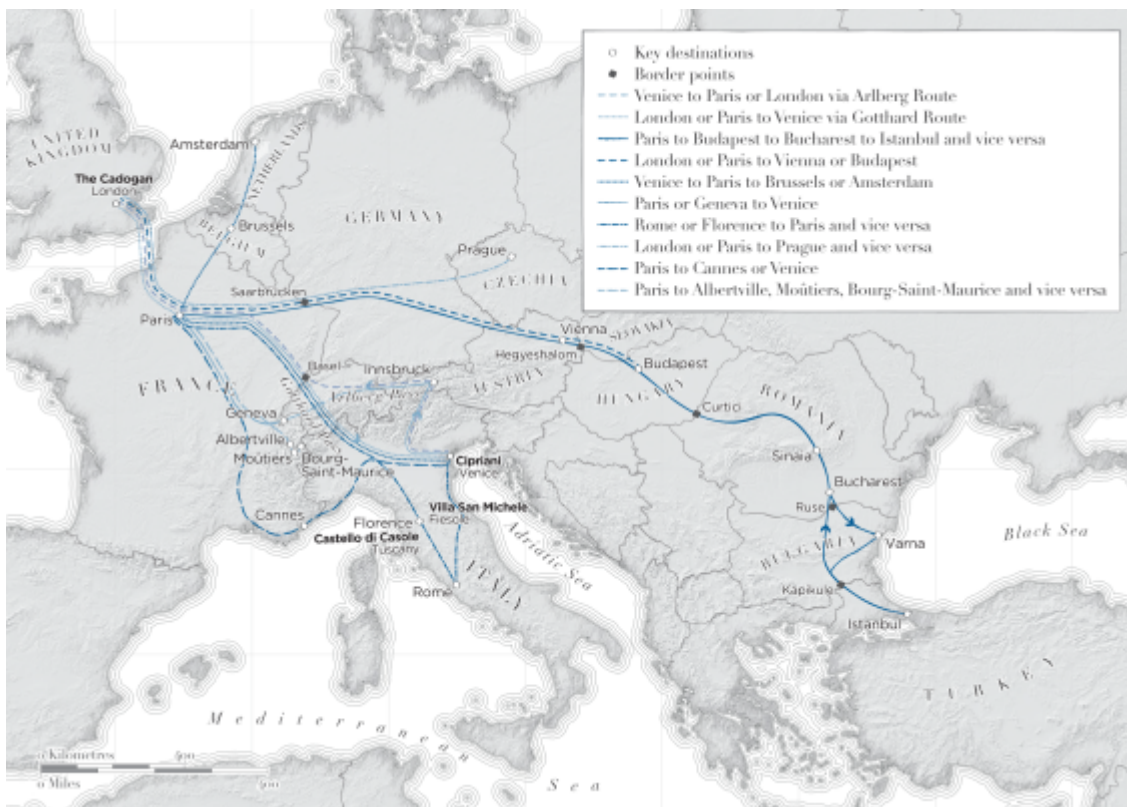 Key destinations
Border points
Venice to Paris or London via Arlberg Route
London or Paris to Venice via Gotthard Route
Paris to Budapest to Bucharest to Istanbul and vice versa
London or Paris to Vienna or Budapest
Venice to Paris to Brussels or Amsterdam
Paris or Geneva to Venice
Rome or Florence to Paris and vice versa
London or Paris to Prague and vice versa
Paris to Cannes or Venice
Paris to Albertville, Moûtiers, Bourg-Saint-Maurice and vice versa
UNITED
KINGDOM
Amsterdam
NETHERLANDS
The Cadogan
London
Brussels
BELGIUM
GERMANY
Prague
CZECHIA
Saarbrücken
Paris
Vienna
SLOVAKIA
Hegyeshalom
Budapest
Basel
Innsbruck
AUSTRIA
HUNGARY
FRANCE
Arlberg Pass
Geneva
Curtici
ROMANIA
Albertville
Moûtiers
Bourg-
Saint-Maurice
Cipriani
Venice
Sinaia
Bucharest
Ruse
Cannes
Villa San Michele
Fiesole
Florence
Castello di Casole
Tuscany
Adriatic Sea
Varna
Black Sea
BULGARIA
ITALY
Rome
Kapikule
Istanbul
TURKEY
Mediterranean
Sea
0 Kilometres 400
0 Miles 400